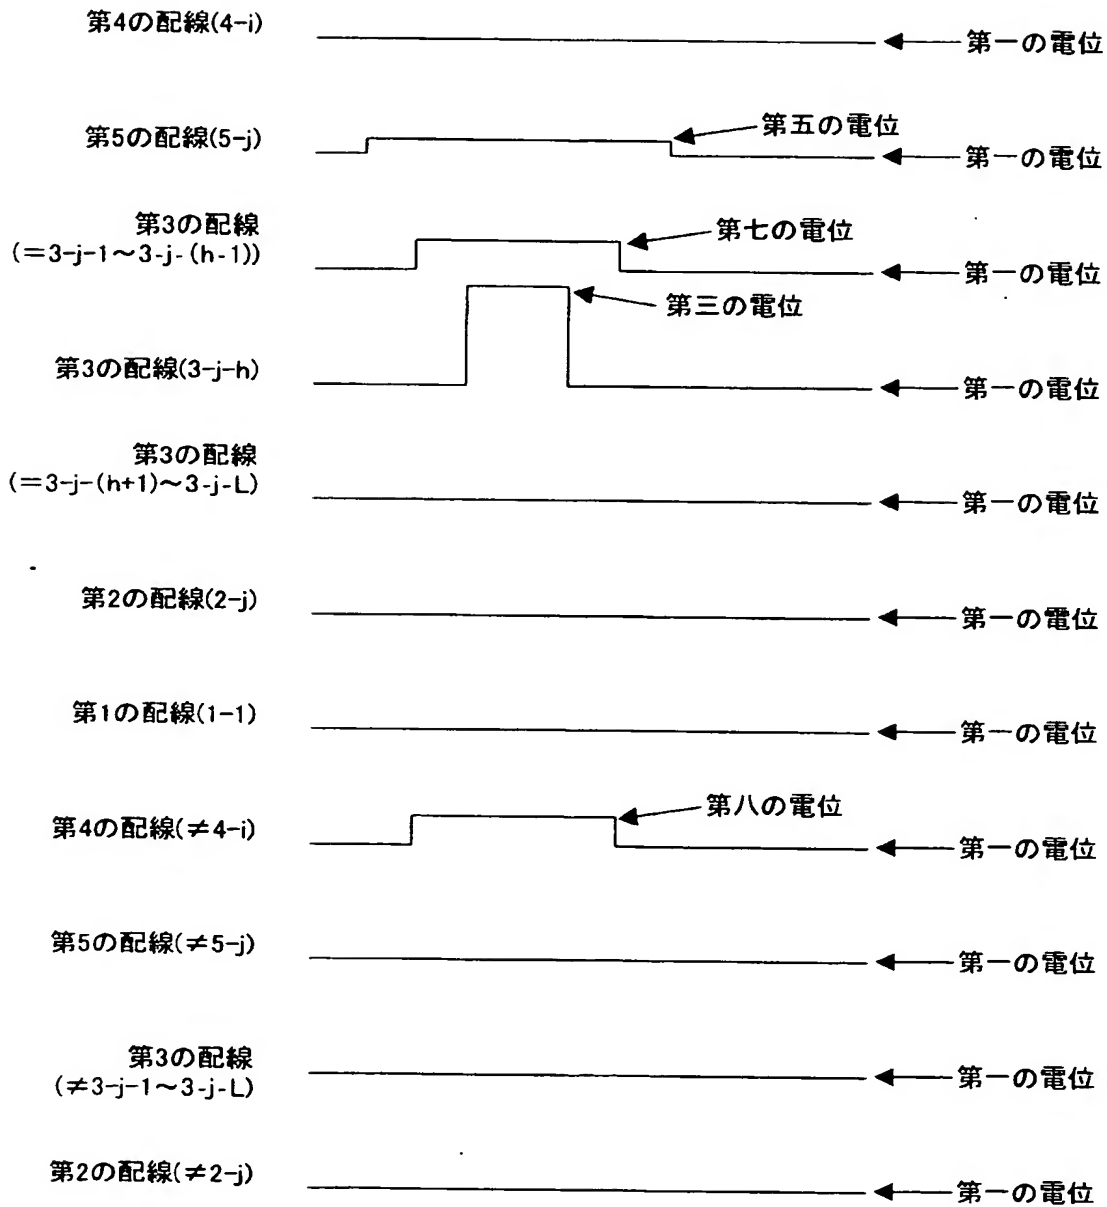 第4の配線(4-i)
第一の電位
第5の配線(5-j)
第五の電位
第一の電位
第3の配線
(=3-j-1～3-j-(h-1))
第七の電位
第一の電位
第三の電位
第3の配線(3-j-h)
第一の電位
第3の配線
(=3-j-(h+1)～3-j-L)
第一の電位
第2の配線(2-j)
第一の電位
第1の配線(1-1)
第一の電位
第八の電位
第4の配線(≠4-i)
第一の電位
第5の配線(≠5-j)
第一の電位
第3の配線
(≠3-j-1～3-j-L)
第一の電位
第2の配線(≠2-j)
第一の電位